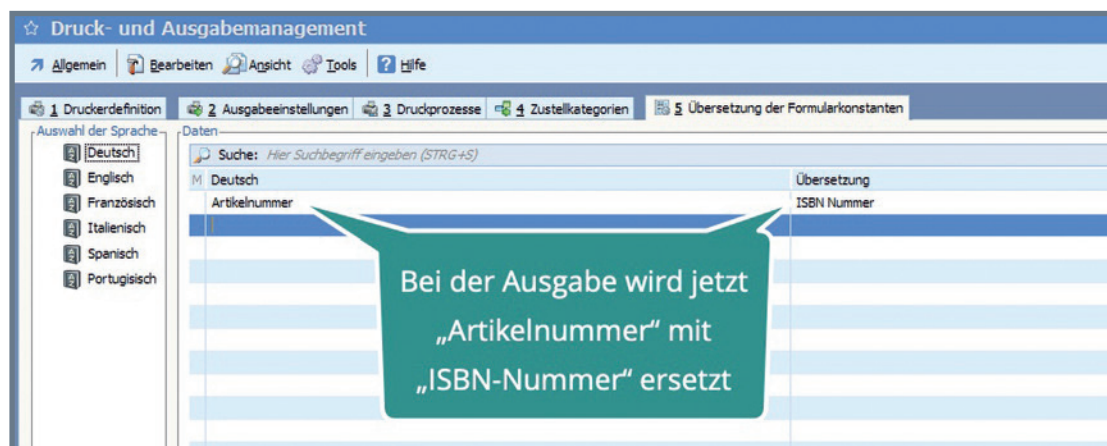 Druck- und Ausgabemanagement
Allgemein Bearbeiten Ansicht Tools Hilfe
1 Druckerdefinition 2 Ausgabeeinstellungen 3 Druckprozesse 4 Zustellkategorien 5 Übersetzung der Formularkonstanten
Auswahl der Sprache
Deutsch
Englisch
Französisch
Italienisch
Spanisch
Portugisisch
Daten
Suche: Hier Suchbegriff eingeben (STRG+S)
M Deutsch Übersetzung
Artikelnummer ISBN Nummer
Bei der Ausgabe wird jetzt
„Artikelnummer“ mit
„ISBN-Nummer“ ersetzt